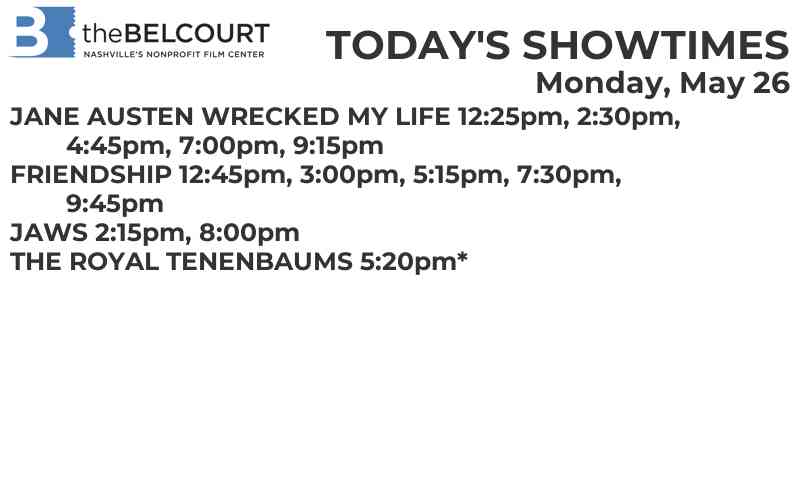 B theBELCOURT
NASHVILLE'S NONPROFIT FILM CENTER
TODAY'S SHOWTIMES
Monday, May 26
JANE AUSTEN WRECKED MY LIFE 12:25pm, 2:30pm,
4:45pm, 7:00pm, 9:15pm
FRIENDSHIP 12:45pm, 3:00pm, 5:15pm, 7:30pm,
9:45pm
JAWS 2:15pm, 8:00pm
THE ROYAL TENENBAUMS 5:20pm*